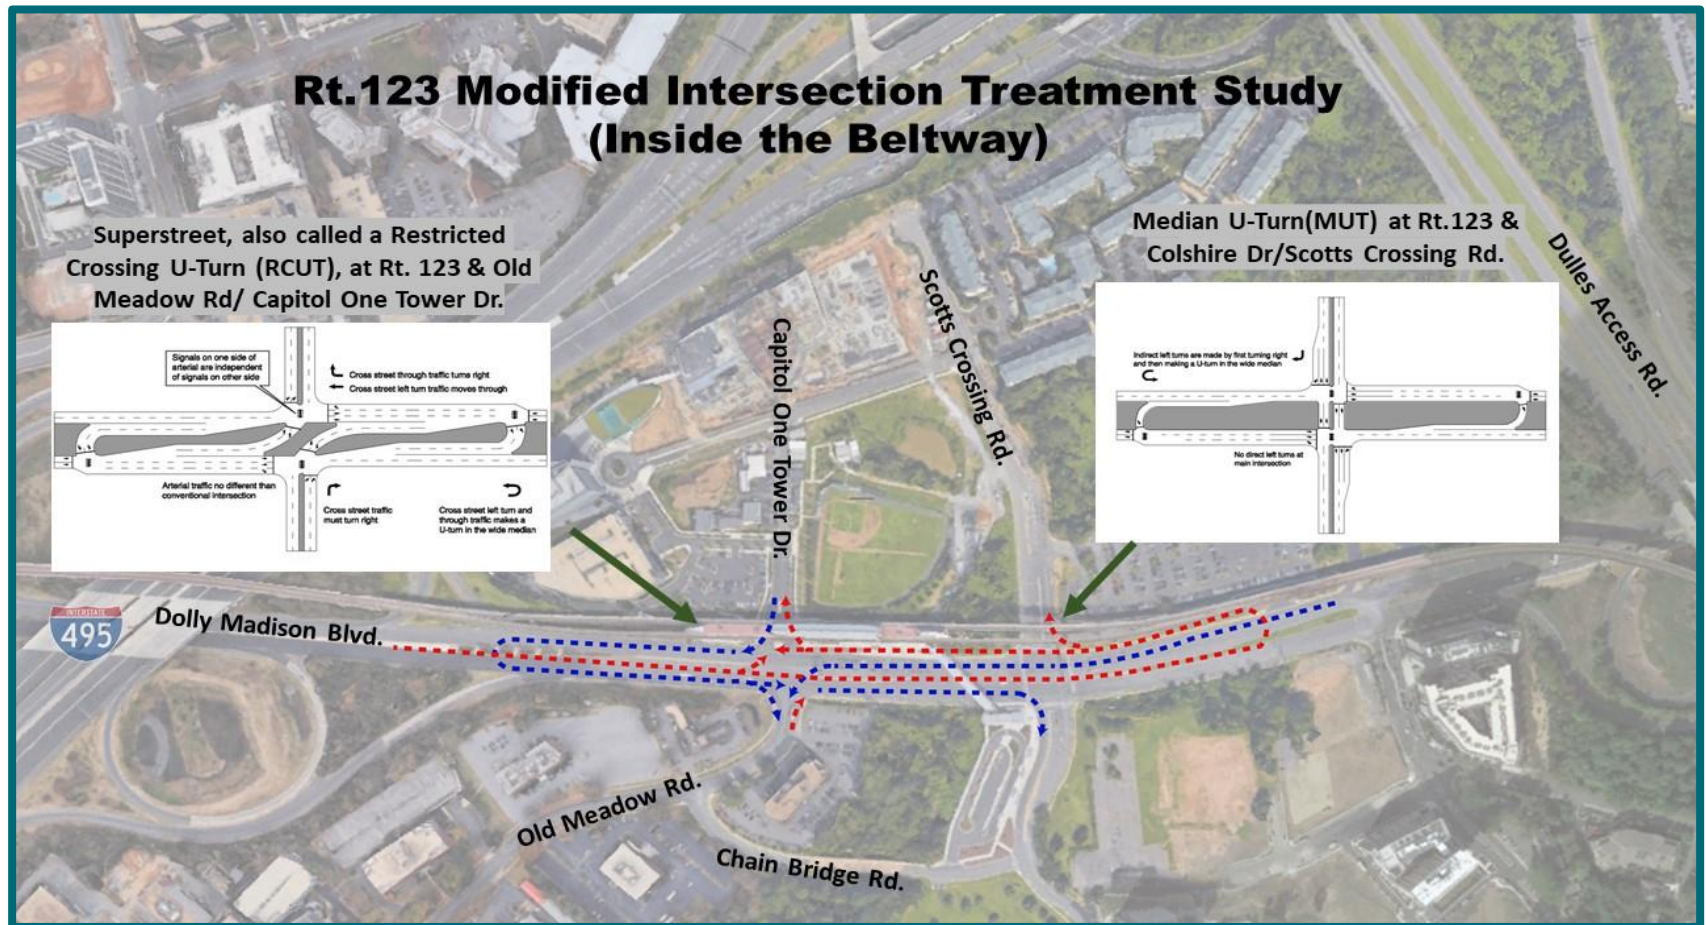 Rt.123 Modified Intersection Treatment Study
(Inside the Beltway)
Superstreet, also called a Restricted
Crossing U-Turn (RCUT), at Rt. 123 & Old
Meadow Rd/ Capitol One Tower Dr.
Signals on one side of
arterial are independent
of signals on other side
Cross street through traffic turns right
Cross street left turn traffic moves through
Arterial traffic no different than
conventional intersection
Cross street traffic
must turn right
Cross street left turn and
through traffic makes a
U-turn in the wide median
Median U-Turn(MUT) at Rt.123 &
Colshire Dr/Scotts Crossing Rd.
Indirect left turns are made by first turning right
and then making a U-turn in the wide median
No direct left turns at
main intersection
Capitol One Tower Dr.
Scotts Crossing Rd.
Dulles Access Rd.
INTERSTATE
495
Dolly Madison Blvd.
Old Meadow Rd.
Chain Bridge Rd.